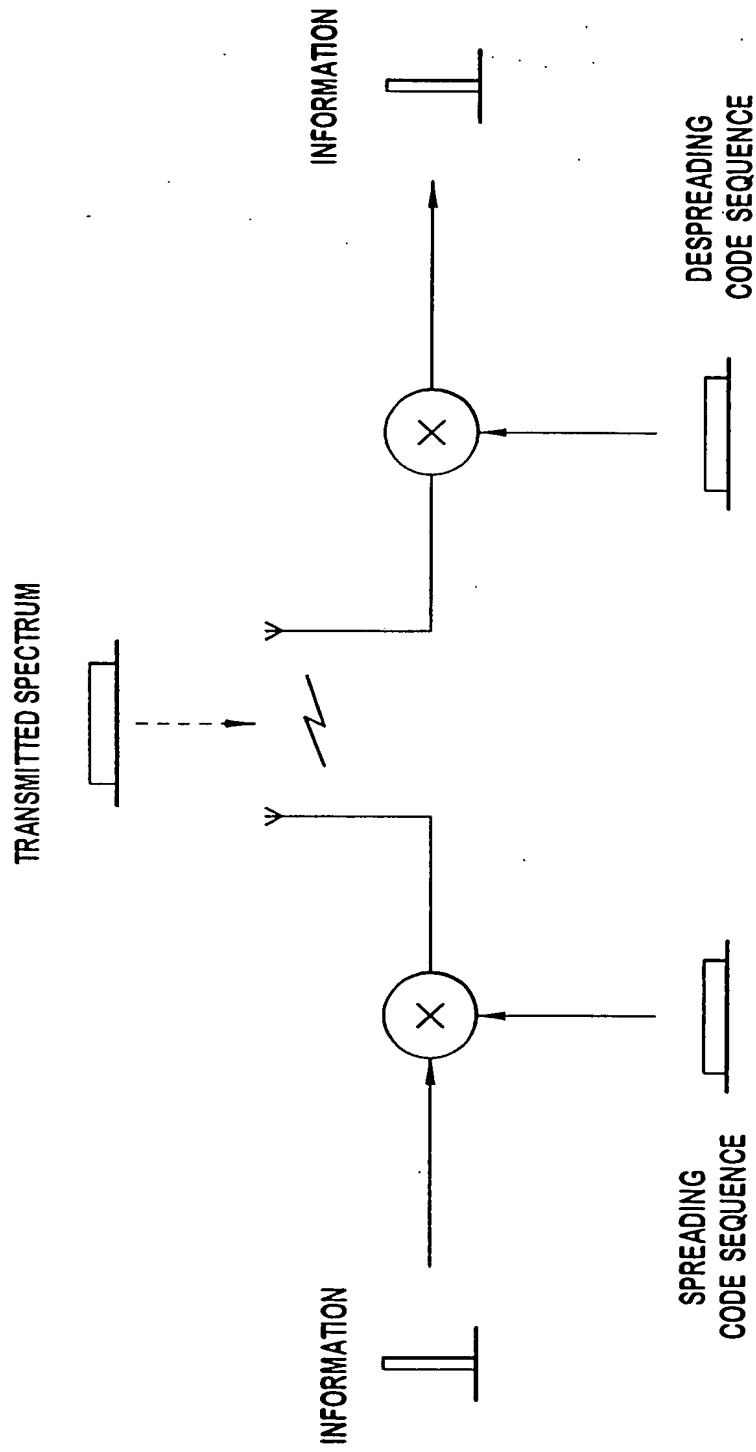 TRANSMITTED SPECTRUM
INFORMATION
INFORMATION
SPREADING
CODE SEQUENCE
DESPREADING
CODE SEQUENCE